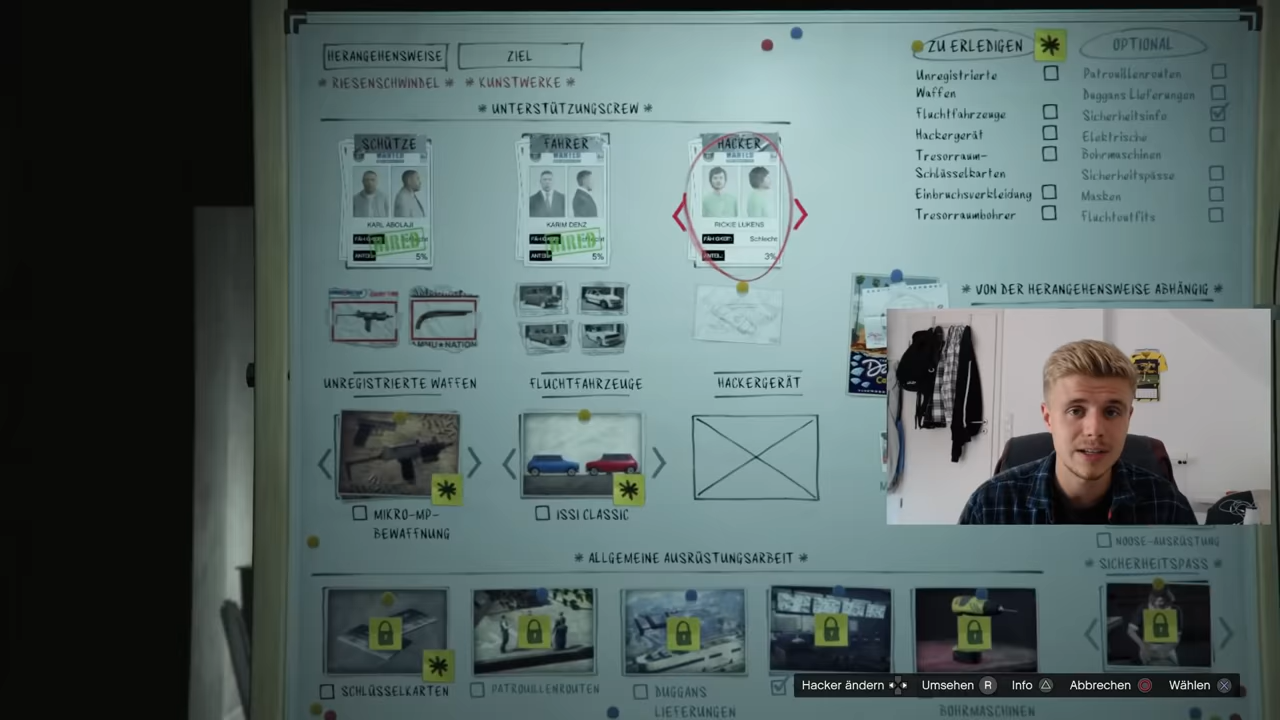 HERANGEHENSWEISE
ZIEL
* RIESENSCHWINDEL *
* KUNSTWERKE *
* UNTERSTÜTZUNGSCREW *
SCHÜTZE
KARL ABOLAJI
HIRED
5%
FAHRER
KARIM DENZ
HIRED
5%
HACKER
RICKIE LUKENS
FÄHIGKEIT
Schlecht
ANTEIL
3%
ZU ERLEDIGEN
Unregistrierte
Waffen
Fluchtfahrzeuge
Hackergerät
Tresorraum-
Schlüsselkarten
Einbruchsverkleidung
Tresorraumbohrer
OPTIONAL
Patrouillenrouten
Duggans Lieferungen
Sicherheitsinfo
Elektrische
Bohrmaschinen
Sicherheitspässe
Masken
Fluchtoutfits
* VON DER HERANGEHENSWEISE ABHÄNGIG *
UNREGISTRIERTE WAFFEN
FLUCHTFAHRZEUGE
HACKERGERÄT
MIKRO-MP-
BEWAFFNUNG
ISSI CLASSIC
NOOSE-AUSRÜSTUNG
* ALLGEMEINE AUSRÜSTUNGSARBEIT *
* SICHERHEITSPASS *
SCHLÜSSELKARTEN
PATROUILLENROUTEN
DUGGANS
LIEFERUNGEN
BOHRMASCHINEN
Hacker ändern
Umsehen R
Info
Abbrechen
Wählen